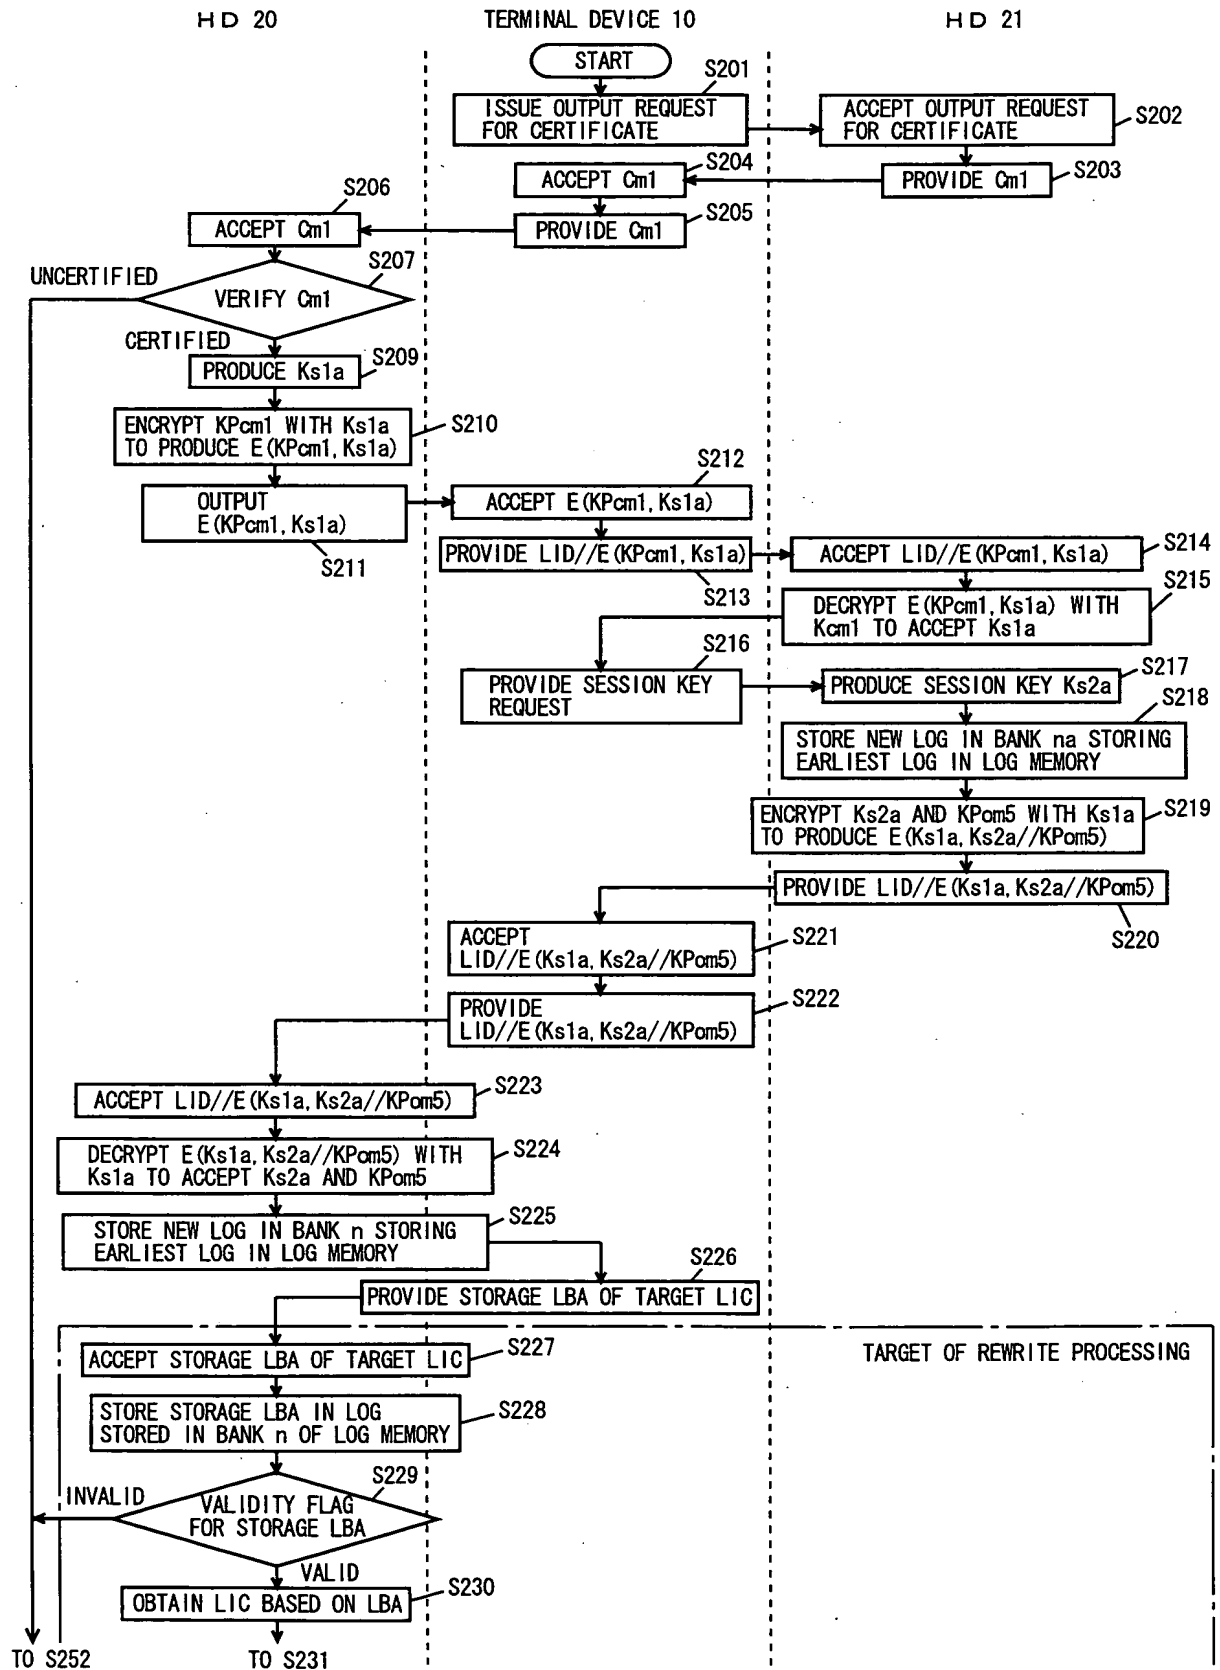 HD 20
TERMINAL DEVICE 10
HD 21
START
S201
ISSUE OUTPUT REQUEST
FOR CERTIFICATE
ACCEPT OUTPUT REQUEST
FOR CERTIFICATE
S202
S204
ACCEPT Cm1
PROVIDE Cm1
S203
S206
ACCEPT Cm1
S205
PROVIDE Cm1
UNCERTIFIED
S207
VERIFY Cm1
CERTIFIED
S209
PRODUCE Ks1a
ENCRYPT KPcm1 WITH Ks1a
TO PRODUCE E(KPcm1, Ks1a)
S210
OUTPUT
E(KPcm1, Ks1a)
S211
S212
ACCEPT E(KPcm1, Ks1a)
PROVIDE LID//E(KPcm1, Ks1a)
S213
ACCEPT LID//E(KPcm1, Ks1a)
S214
DECRYPT E(KPcm1, Ks1a) WITH
Kcm1 TO ACCEPT Ks1a
S215
S216
PROVIDE SESSION KEY
REQUEST
S217
PRODUCE SESSION KEY Ks2a
S218
STORE NEW LOG IN BANK na STORING
EARLIEST LOG IN LOG MEMORY
ENCRYPT Ks2a AND KPom5 WITH Ks1a
TO PRODUCE E(Ks1a, Ks2a//KPom5)
S219
PROVIDE LID//E(Ks1a, Ks2a//KPom5)
S220
ACCEPT
LID//E(Ks1a, Ks2a//KPom5)
S221
PROVIDE
LID//E(Ks1a, Ks2a//KPom5)
S222
ACCEPT LID//E(Ks1a, Ks2a//KPom5)
S223
DECRYPT E(Ks1a, Ks2a//KPom5) WITH
Ks1a TO ACCEPT Ks2a AND KPom5
S224
STORE NEW LOG IN BANK n STORING
EARLIEST LOG IN LOG MEMORY
S225
S226
PROVIDE STORAGE LBA OF TARGET LIC
TARGET OF REWRITE PROCESSING
ACCEPT STORAGE LBA OF TARGET LIC
S227
STORE STORAGE LBA IN LOG
STORED IN BANK n OF LOG MEMORY
S228
S229
INVALID
VALIDITY FLAG
FOR STORAGE LBA
VALID
OBTAIN LIC BASED ON LBA
S230
TO S252
TO S231